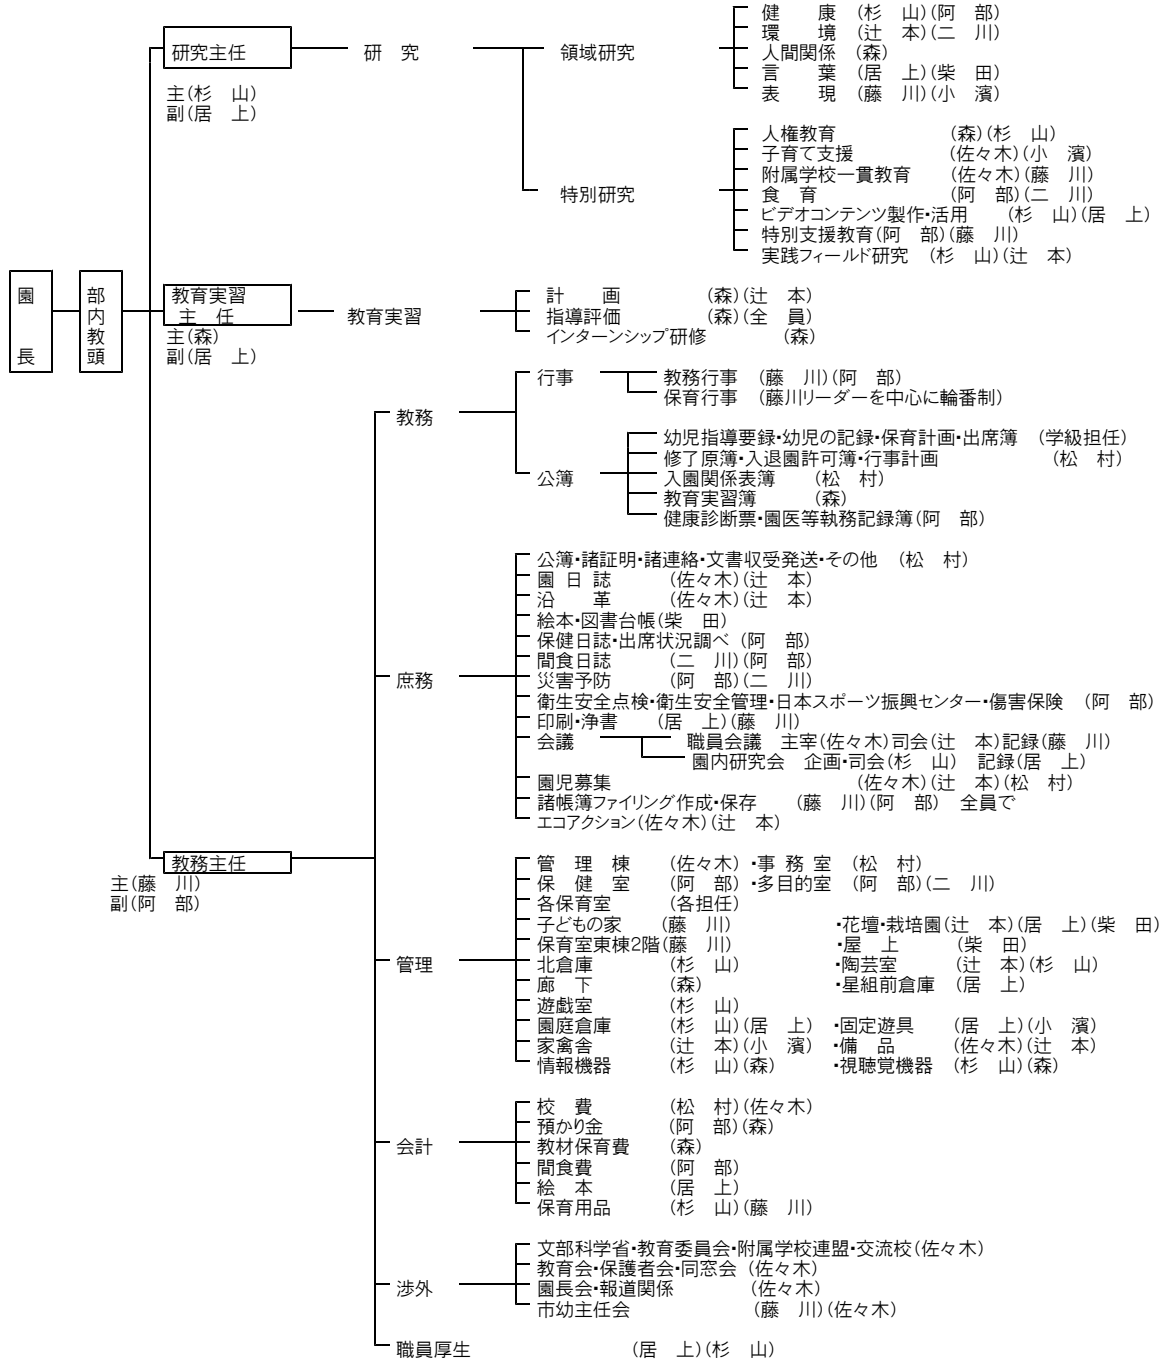 健　康 (杉　山)(阿　部)
環　境 (辻　本)(二　川)
研究主任　研　究　領域研究　人間関係 (森)
言　葉 (居　上)(柴　田)
主(杉　山)　表　現 (藤　川)(小　濱)
副(居　上)
人権教育 (森)(杉　山)
子育て支援 (佐々木)(小　濱)
附属学校一貫教育 (佐々木)(藤　川)
特別研究　食　育 (阿　部)(二　川)
ビデオコンテンツ製作・活用 (杉　山)(居　上)
特別支援教育(阿　部)(藤　川)
実践フィールド研究 (杉　山)(辻　本)
園長
部内教頭
教育実習
主　任
主(森)
副(居　上)
教育実習
計　画 (森)(辻　本)
指導評価 (森)(全　員)
インターンシップ研修 (森)
教務
行事
教務行事 (藤　川)(阿　部)
保育行事 (藤川リーダーを中心に輪番制)
公簿
幼児指導要録・幼児の記録・保育計画・出席簿 (学級担任)
修了原簿・入退園許可簿・行事計画 (松　村)
入園関係表簿 (松　村)
教育実習簿 (森)
健康診断票・園医等執務記録簿(阿　部)
庶務
公簿・諸証明・諸連絡・文書収受発送・その他 (松　村)
園 日 誌 (佐々木)(辻　本)
沿　革 (佐々木)(辻　本)
絵本・図書台帳(柴　田)
保健日誌・出席状況調べ (阿　部)
間食日誌 (二　川)(阿　部)
災害予防 (阿　部)(二　川)
衛生安全点検・衛生安全管理・日本スポーツ振興センター・傷害保険 (阿　部)
印刷・浄書 (居　上)(藤　川)
会議　職員会議　主宰(佐々木)司会(辻　本)記録(藤　川)
園内研究会　企画・司会(杉　山)　記録(居　上)
園児募集 (佐々木)(辻　本)(松　村)
諸帳簿ファイリング作成・保存 (藤　川)(阿　部)　全員で
エコアクション(佐々木)(辻　本)
教務主任
主(藤　川)
副(阿　部)
管理
管　理　棟 (佐々木) ・事 務 室 (松　村)
保　健　室 (阿　部) ・多目的室 (阿　部)(二　川)
各保育室 (各担任)
子どもの家 (藤　川) ・花壇・栽培園(辻　本)(居　上)(柴　田)
保育室東棟2階(藤　川) ・屋　上 (柴　田)
北倉庫 (杉　山) ・陶芸室 (辻　本)(杉　山)
廊　下 (森) ・星組前倉庫 (居　上)
遊戯室 (杉　山)
園庭倉庫 (杉　山)(居　上) ・固定遊具 (居　上)(小　濱)
家禽舎 (辻　本)(小　濱) ・備　品 (佐々木)(辻　本)
情報機器 (杉　山)(森) ・視聴覚機器 (杉　山)(森)
会計
校　費 (松　村)(佐々木)
預かり金 (阿　部)(森)
教材保育費 (森)
間食費 (阿　部)
絵　本 (居　上)
保育用品 (杉　山)(藤　川)
渉外
文部科学省・教育委員会・附属学校連盟・交流校(佐々木)
教育会・保護者会・同窓会 (佐々木)
園長会・報道関係 (佐々木)
市幼主任会 (藤　川)(佐々木)
職員厚生 (居　上)(杉　山)